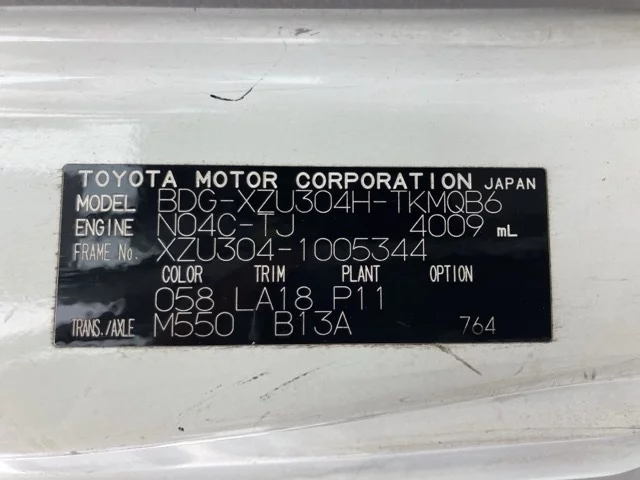 TOYOTA MOTOR CORPORATION JAPAN
MODEL BDG-XZU304H-TKMQB6
ENGINE N04C-TJ 4009 mL
FRAME No. XZU304-1005344
COLOR TRIM PLANT OPTION
058 LA18 P11
TRANS./AXLE M550 B13A 764